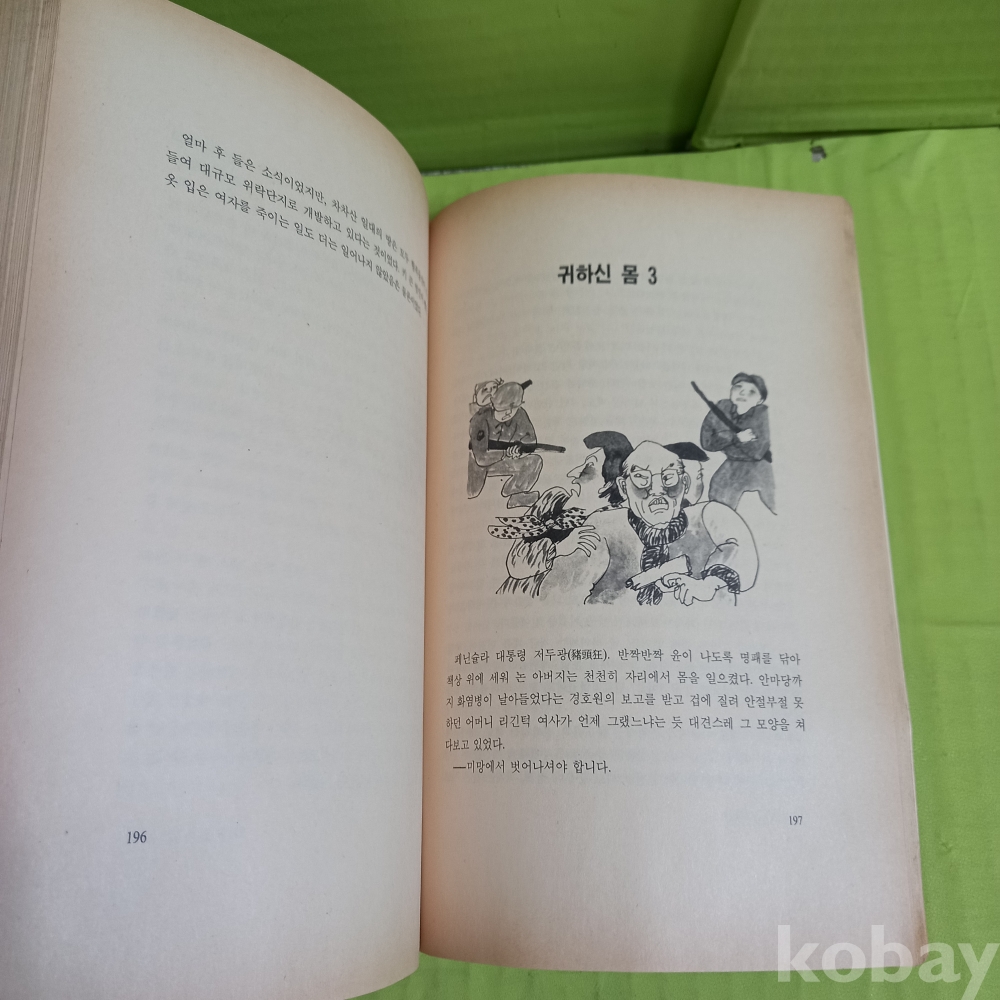 얼마 후 들은 소식이었지만, 차차산 일대의 땅은 모두
들여 대규모 위락단지로 개발하고 있다는 것이었다.
옷 입은 여자를 죽이는 일도 더는 일어나지 않았음은
196
귀하신 몸 3
페닌슐라 대통령 저두광(豬頭狂). 반짝반짝 윤이 나도록 명패를 닦아
책상 위에 세워 논 아버지는 천천히 자리에서 몸을 일으켰다. 안마당까
지 화염병이 날아들었다는 경호원의 보고를 받고 겁에 질려 안절부절 못
하던 어머니 리긴턱 여사가 언제 그랬느냐는 듯 대견스레 그 모양을 쳐
다보고 있었다.
—미망에서 벗어나셔야 합니다.
197
kobay